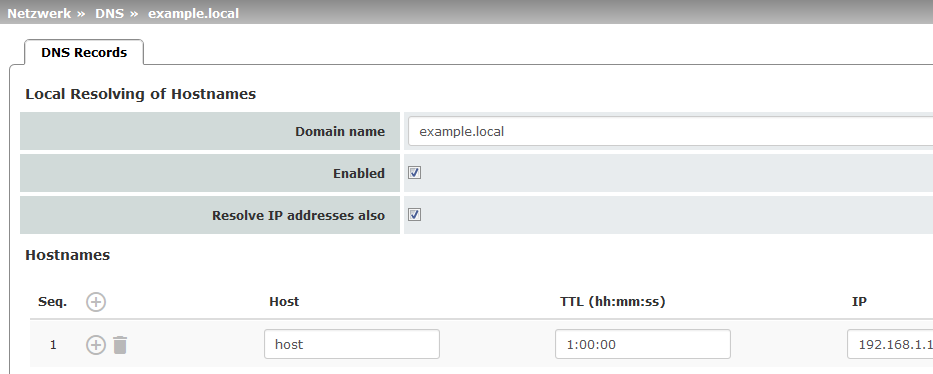 Netzwerk » DNS » example.local
DNS Records
Local Resolving of Hostnames
Domain name example.local
Enabled
Resolve IP addresses also
Hostnames
Seq. Host TTL (hh:mm:ss) IP
1 host 1:00:00 192.168.1.1